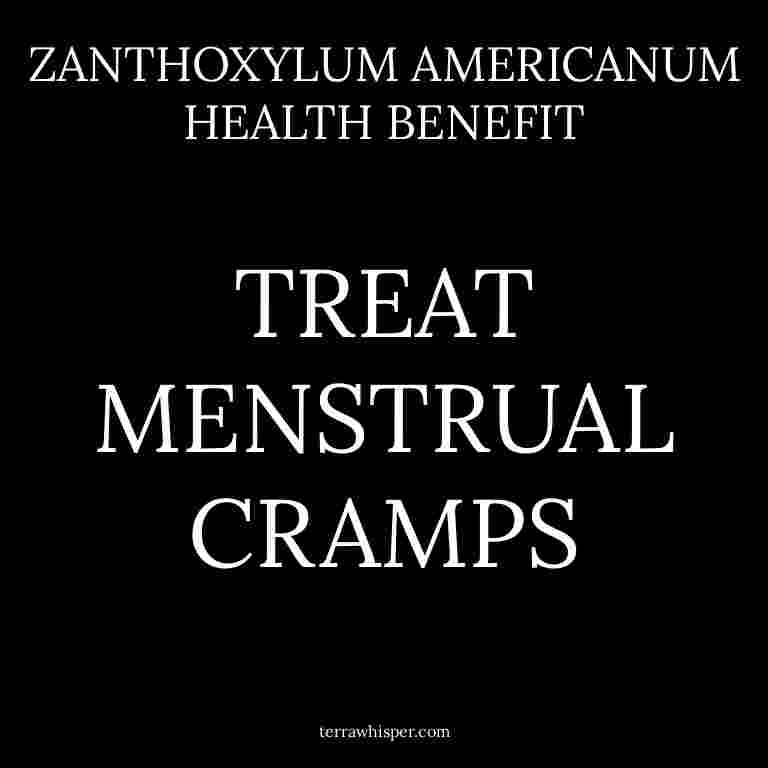 ZANTHOXYLUM AMERICANUM
HEALTH BENEFIT
TREAT
MENSTRUAL
CRAMPS
terrawhisper.com